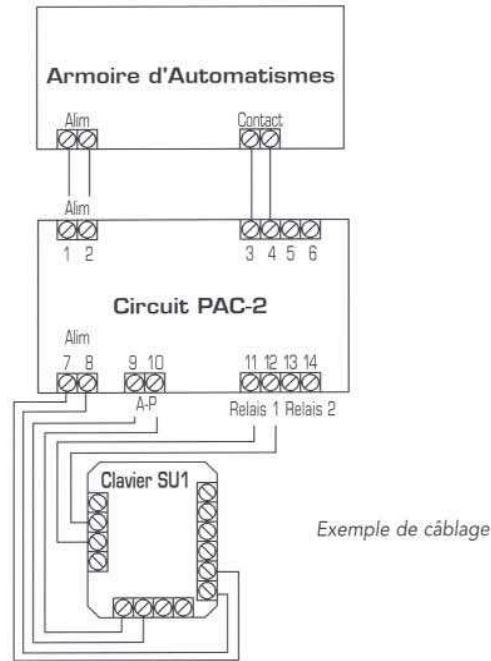 Armoire d'Automatismes
Alim Contact
Alim
1 2 3 4 5 6
Circuit PAC-2
Alim
7 8 9 10 11 12 13 14
A-P Relais 1 Relais 2
Clavier SU1
Exemple de câblage